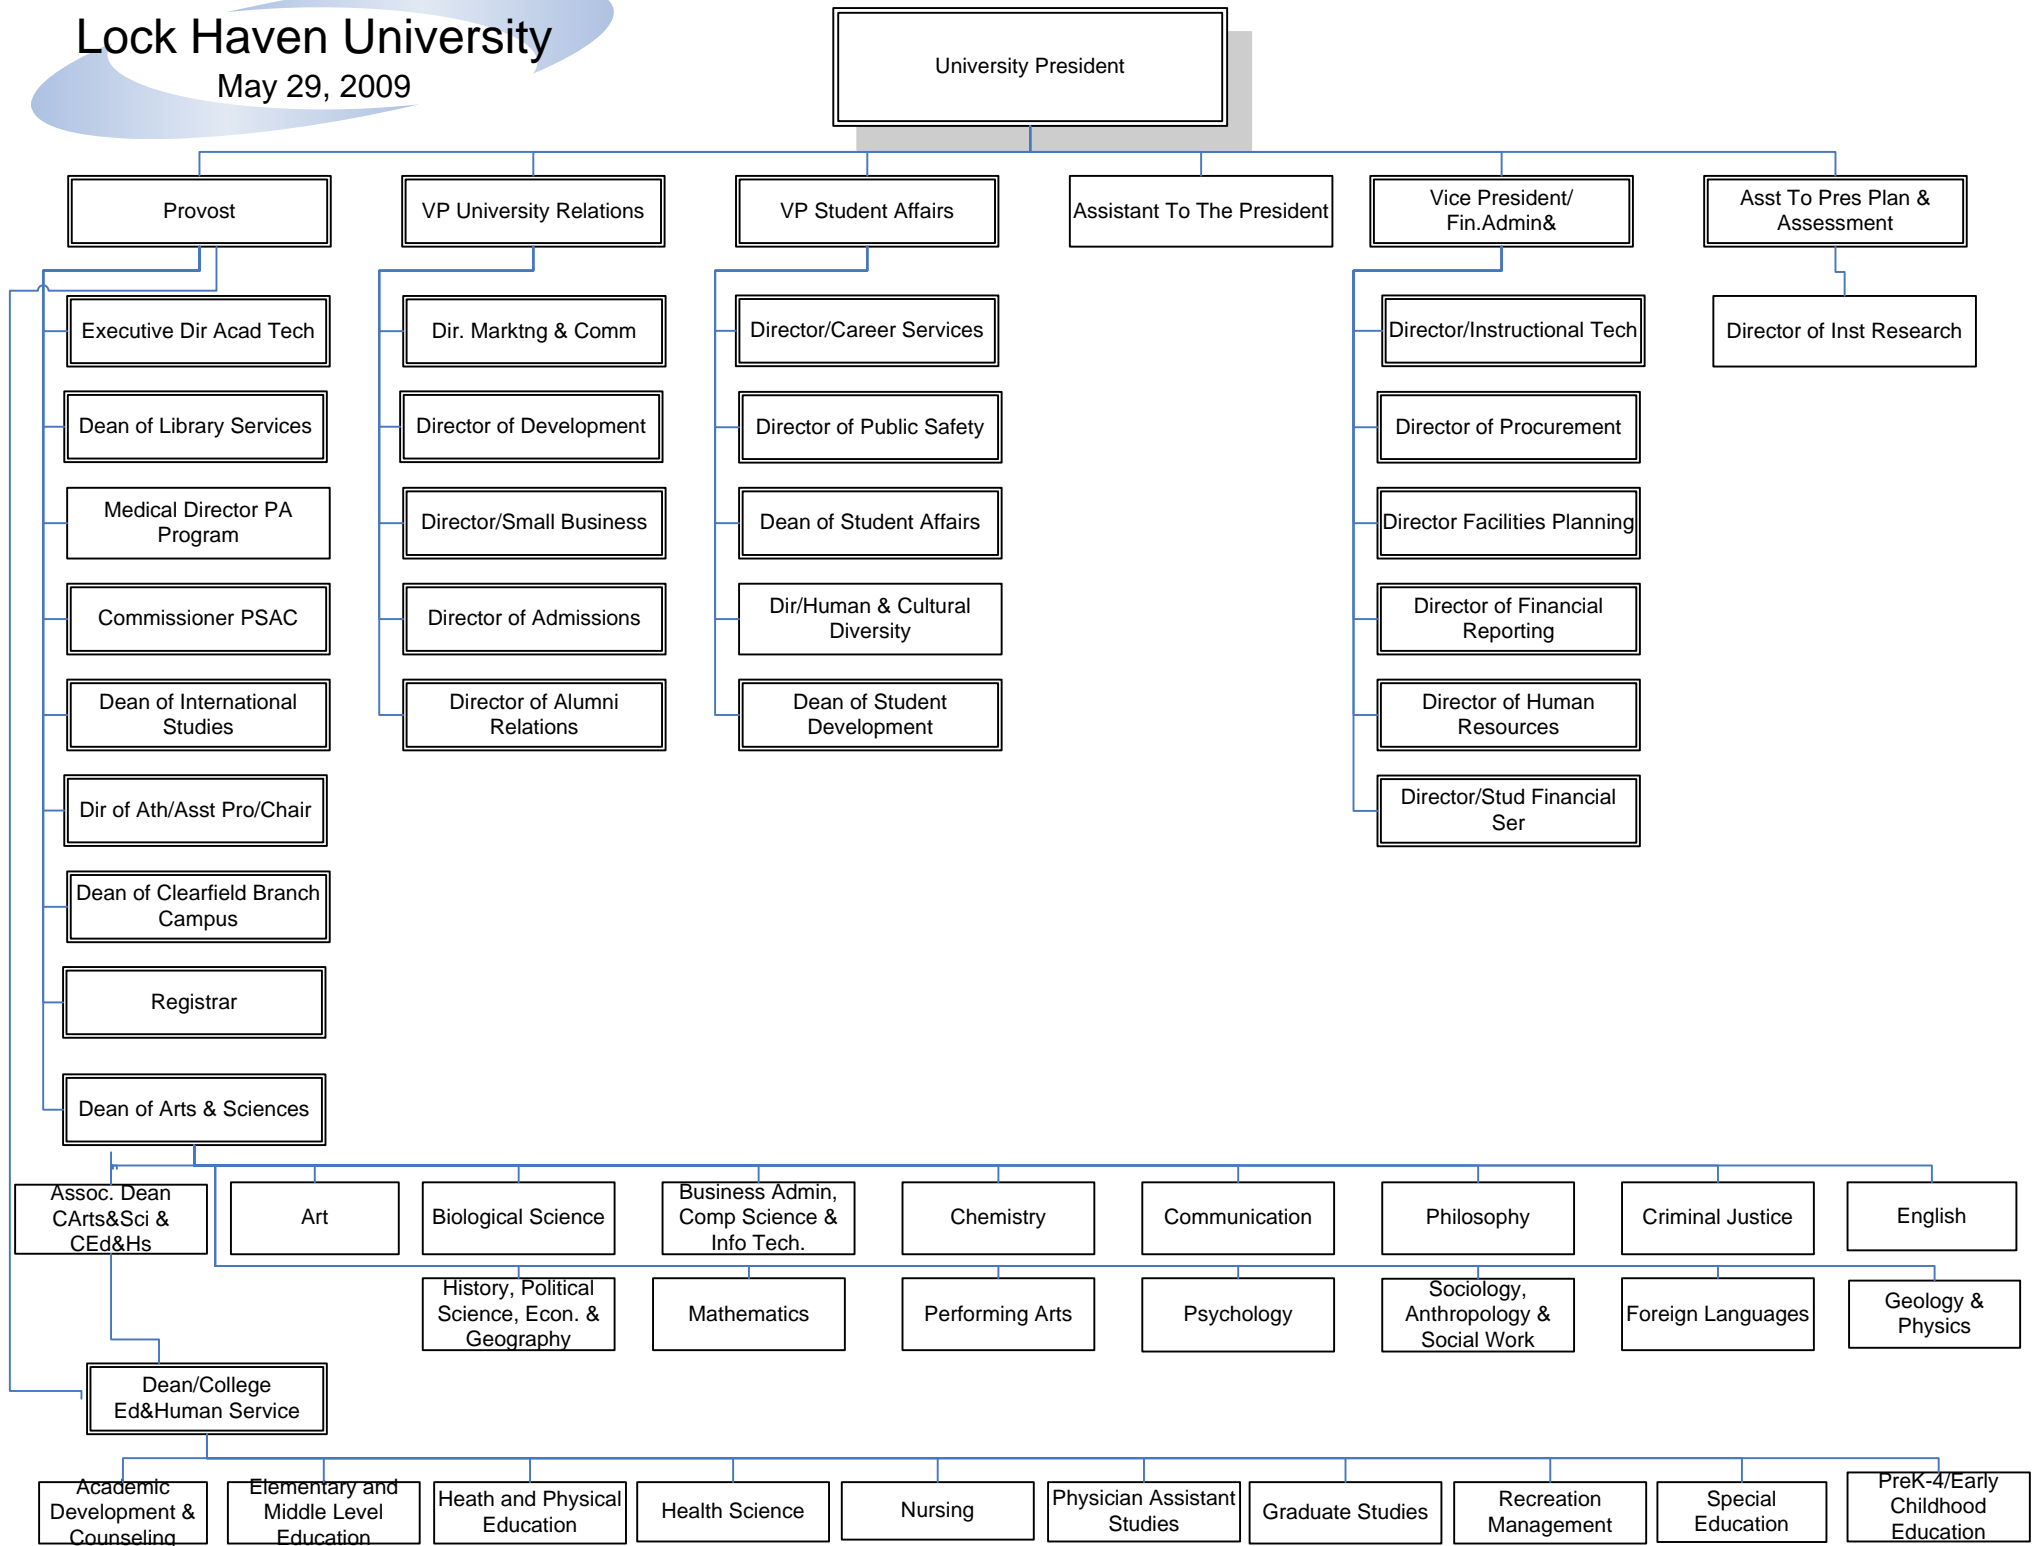 Lock Haven University
May 29, 2009
University President
Provost
VP University Relations
VP Student Affairs
Assistant To The President
Vice President/
Fin.Admin&
Asst To Pres Plan &
Assessment
Executive Dir Acad Tech
Dir. Marktng & Comm
Director/Career Services
Director/Instructional Tech
Director of Inst Research
Dean of Library Services
Director of Development
Director of Public Safety
Director of Procurement
Medical Director PA
Program
Director/Small Business
Dean of Student Affairs
Director Facilities Planning
Commissioner PSAC
Director of Admissions
Dir/Human & Cultural
Diversity
Director of Financial
Reporting
Dean of International
Studies
Director of Alumni
Relations
Dean of Student
Development
Director of Human
Resources
Dir of Ath/Asst Pro/Chair
Director/Stud Financial
Ser
Dean of Clearfield Branch
Campus
Registrar
Dean of Arts & Sciences
Assoc. Dean
CArts&Sci &
CEd&Hs
Art
Biological Science
Business Admin,
Comp Science &
Info Tech.
Chemistry
Communication
Philosophy
Criminal Justice
English
History, Political
Science, Econ. &
Geography
Mathematics
Performing Arts
Psychology
Sociology,
Anthropology &
Social Work
Foreign Languages
Geology &
Physics
Dean/College
Ed&Human Service
Academic
Development &
Counseling
Elementary and
Middle Level
Education
Heath and Physical
Education
Health Science
Nursing
Physician Assistant
Studies
Graduate Studies
Recreation
Management
Special
Education
PreK-4/Early
Childhood
Education